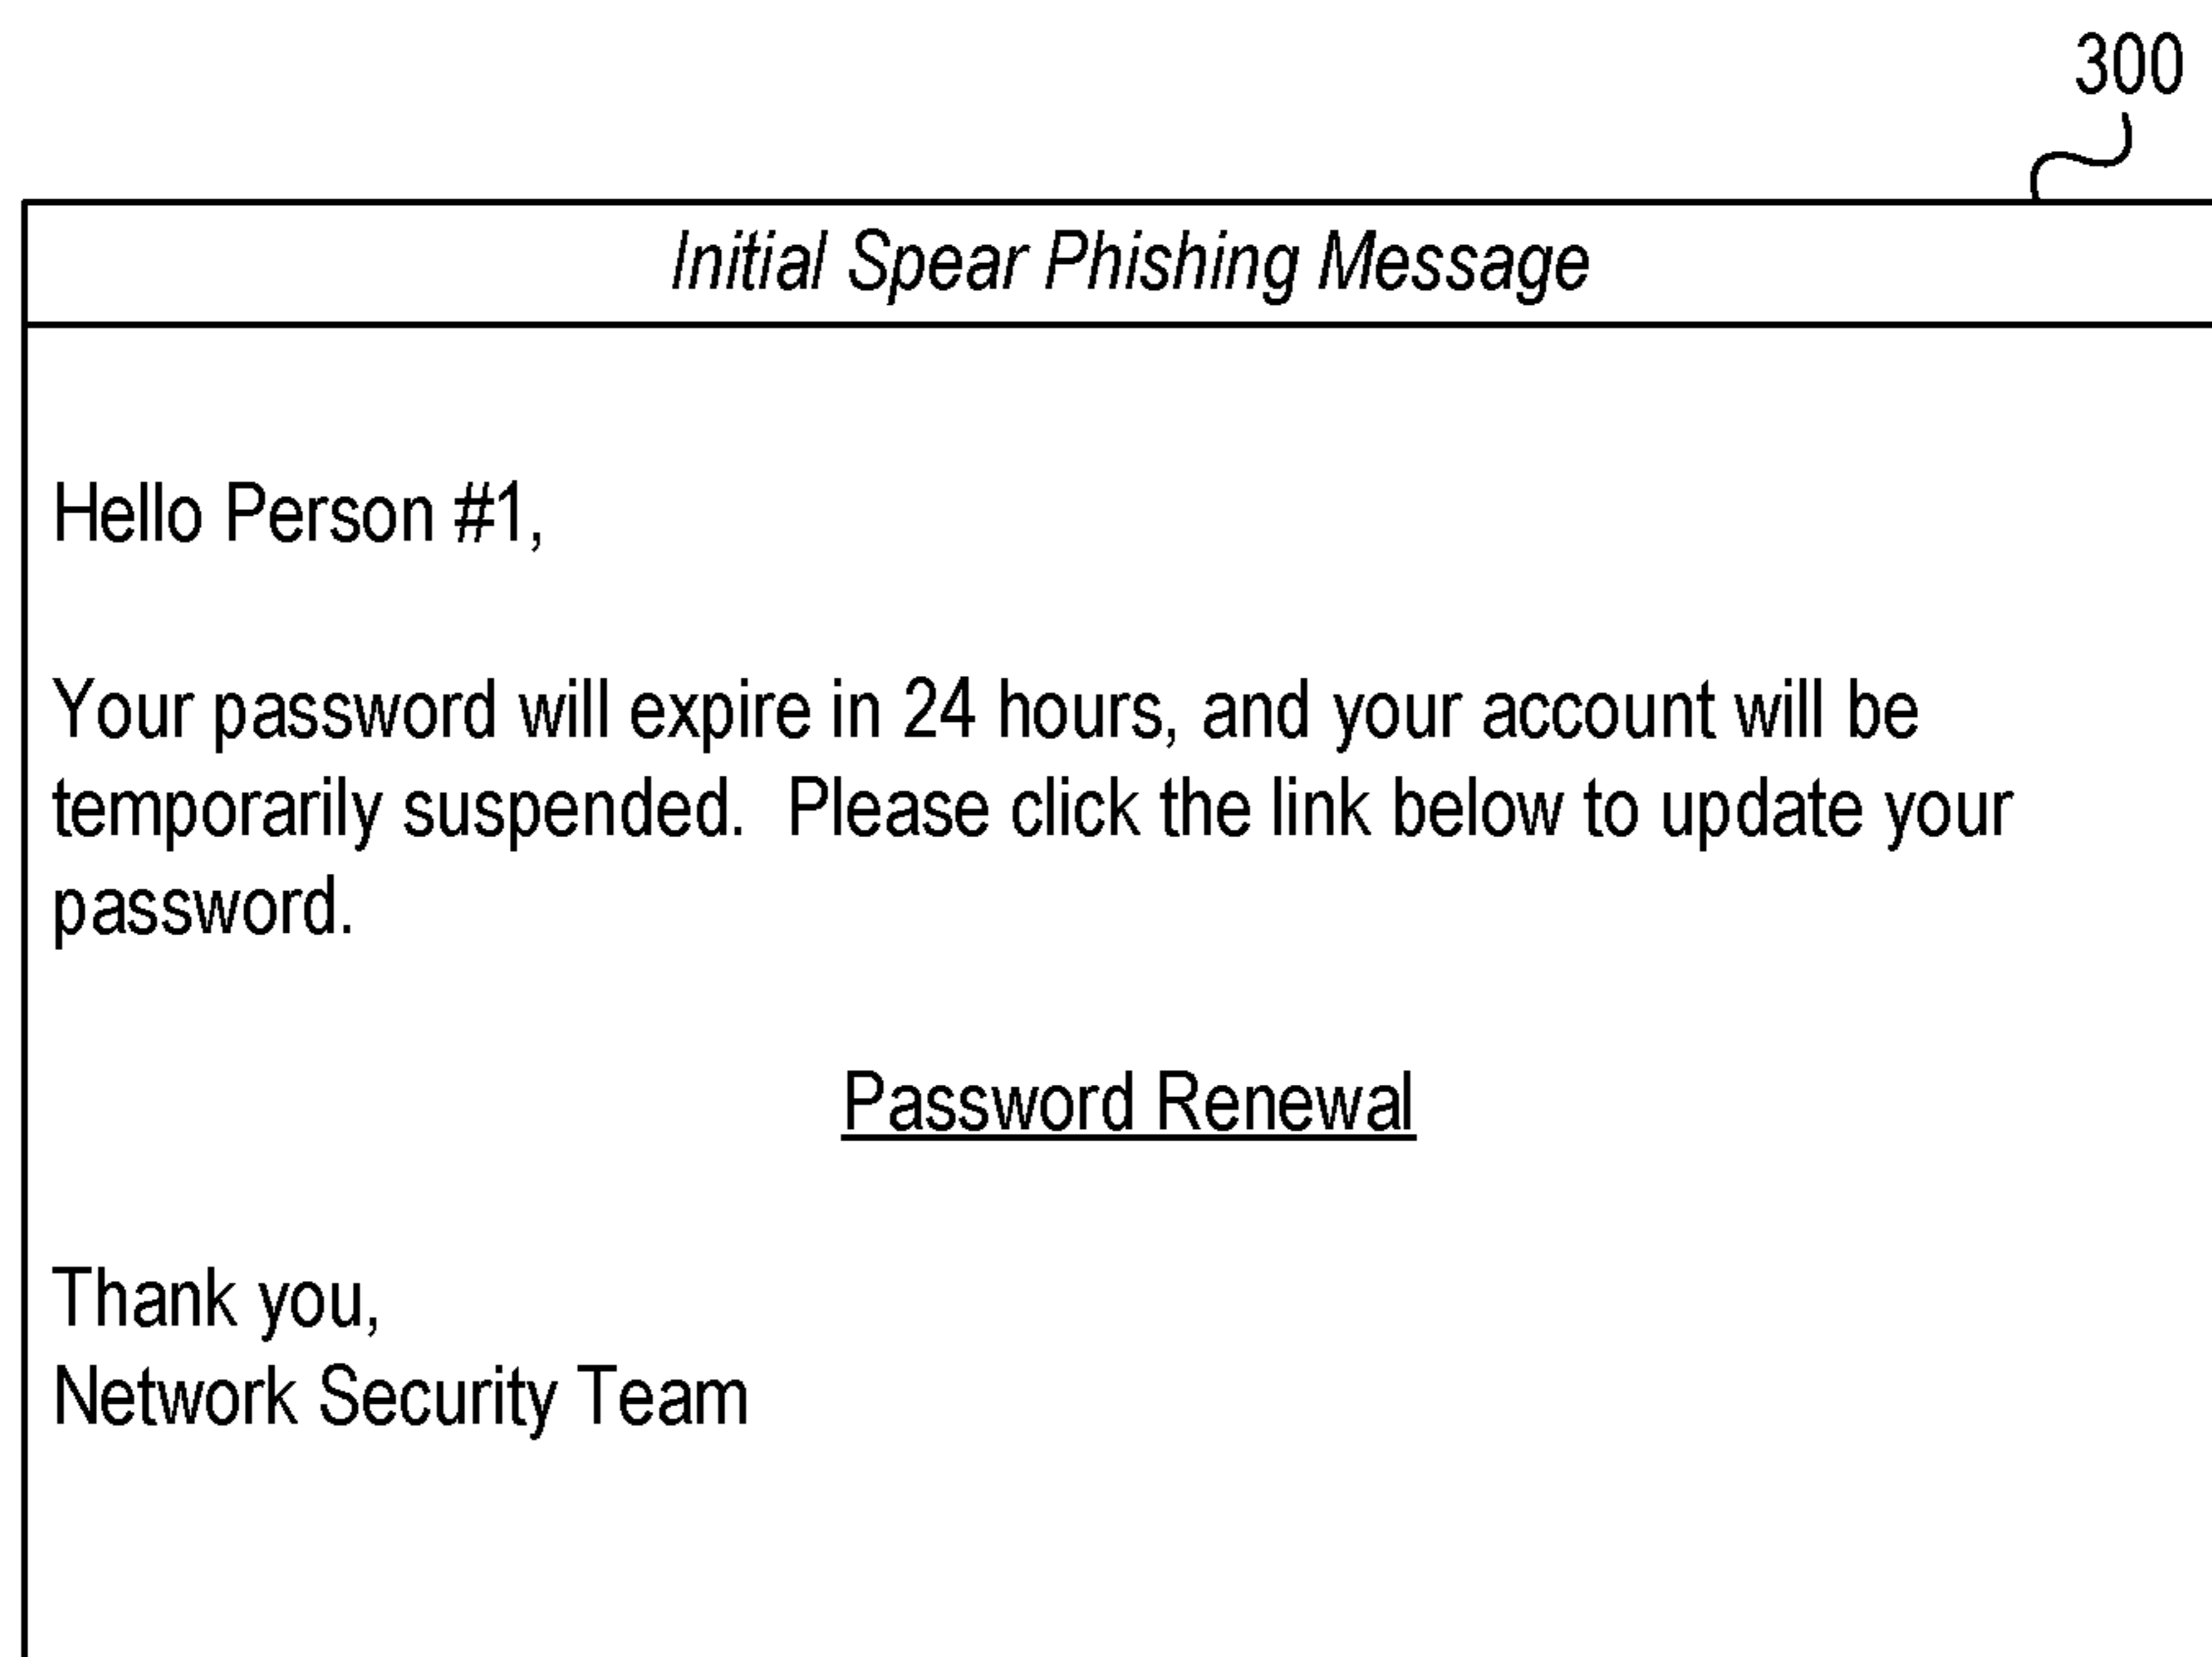 300
Initial Spear Phishing Message
Hello Person #1,
Your password will expire in 24 hours, and your account will be
temporarily suspended.  Please click the link below to update your
password.
Password Renewal
Thank you,
Network Security Team